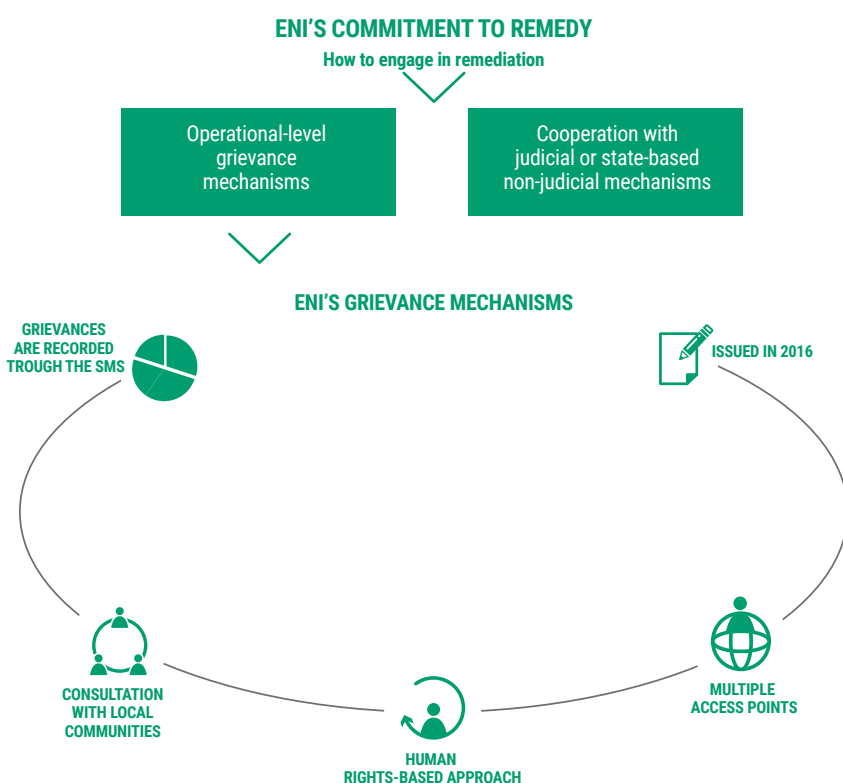 ENI'S COMMITMENT TO REMEDY
How to engage in remediation
Operational-level
grievance
mechanisms
Cooperation with
judicial or state-based
non-judicial mechanisms
ENI'S GRIEVANCE MECHANISMS
GRIEVANCES
ARE RECORDED
TROUGH THE SMS
ISSUED IN 2016
CONSULTATION
WITH LOCAL
COMMUNITIES
HUMAN
RIGHTS-BASED APPROACH
MULTIPLE
ACCESS POINTS